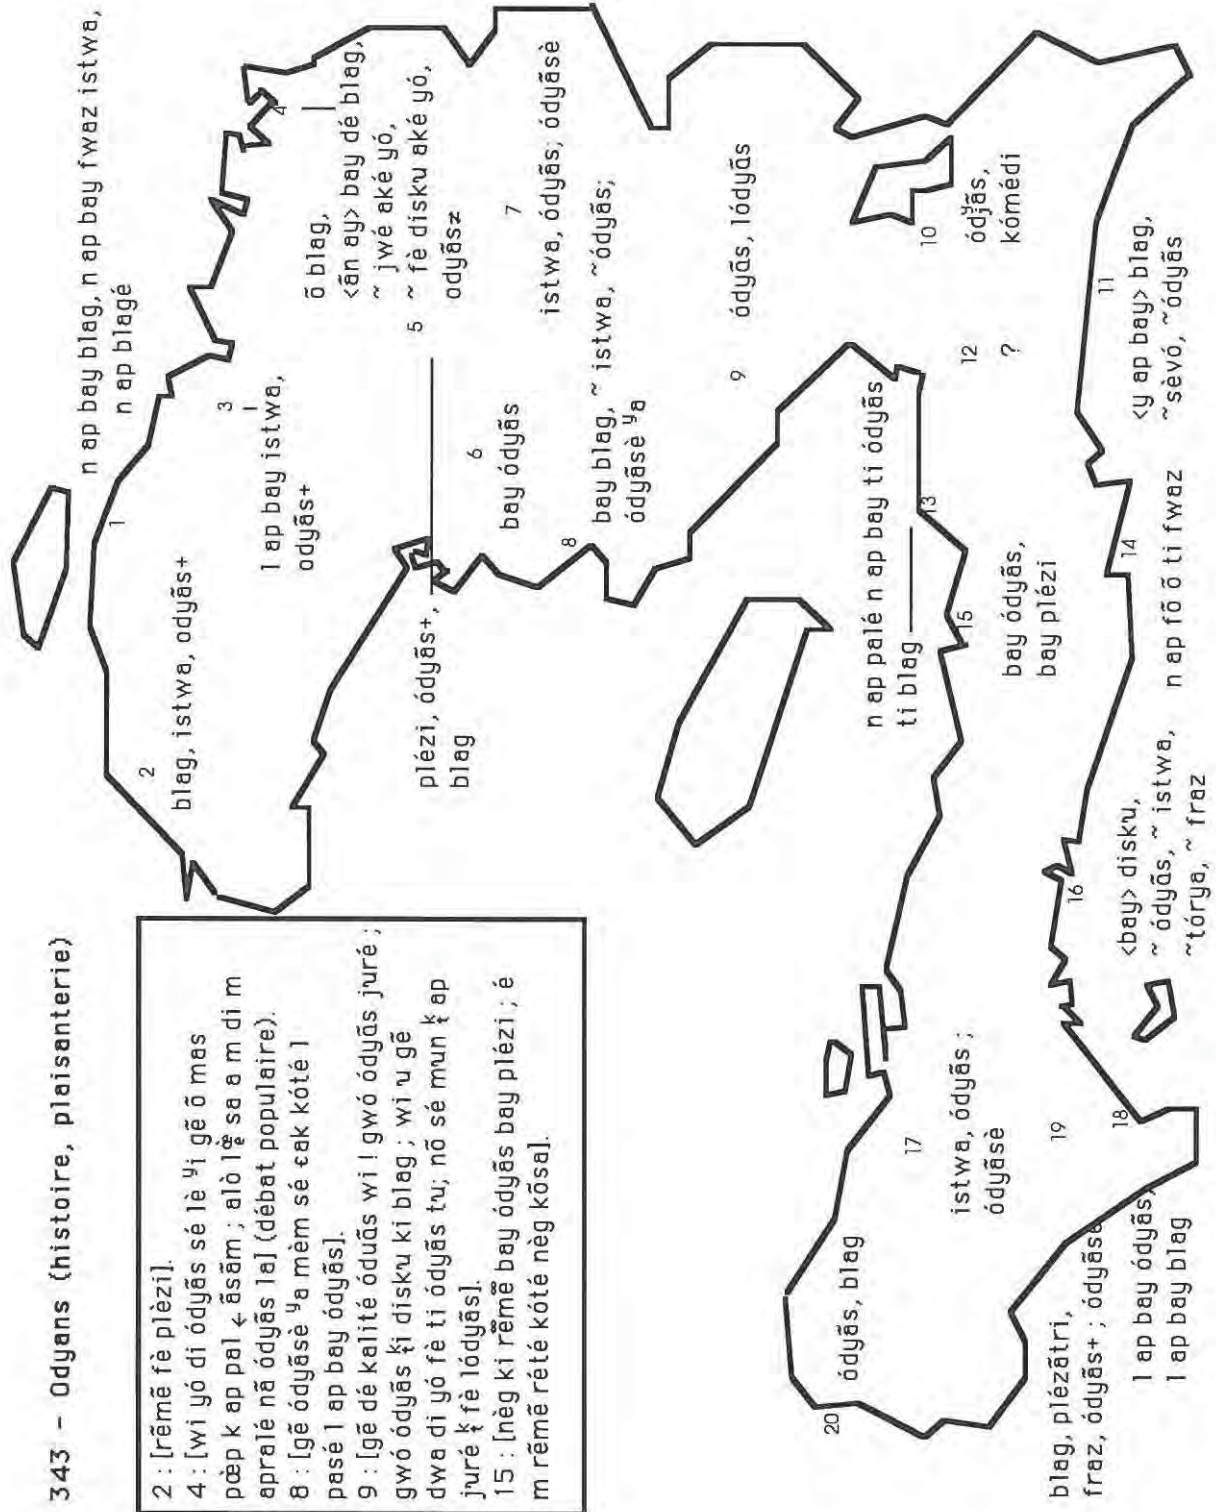 343 – Odyans (histoire, plaisanterie)
2 : [rẽmẽ fè plèzi].
4 : [wi yó di ódyãs sé lè ʸi gẽ õ mas
pœ̀p k ap pal ← ãsãm ; alò sa a m di m
apralé nã ódyãs la] (débat populaire).
8 : [gẽ ódyãsè ʸa mèm sé kóté l
pasé l ap bay ódyãs].
9 : [gẽ dé kalité óduãs wi ! gwó ódyãs juré ;
gwó ódyãs ki disku ki blag ; wi u gẽ
dwa di yó fè ti ódyãs tu; nõ sé mun k ap
juré k fè lódyãs].
15 : [nèg ki rẽmẽ bay ódyãs bay plézi ; é
m rẽmẽ rété kóté nèg kõsa].
n ap bay blag, n ap bay fwaz istwa,
n ap blagé
1
2
blag, istwa, odyãs+
3
l ap bay istwa,
odyãs+
4
õ blag,
<ãn ay> bay dé blag,
~ jwé aké yó,
5 ~ fè disku aké yó,
odyãs≠
plézi, ódyãs+,
blag
6
bay ódyãs
7
istwa, ódyãs; ódyãsè
8
bay blag, ~ istwa, ~ódyãs;
ódyãsè ʸa
9
ódyãs, lódyãs
10
ódjãs,
kómédi
11
<y ap bay> blag,
~sèvó, ~ódyãs
12
?
13
n ap palé n ap bay ti ódyãs
ti blag
14
n ap fõ õ ti fwaz
15
bay ódyãs,
bay plézi
16
<bay> disku,
~ ódyãs, ~ istwa,
~tórya, ~ fraz
17
istwa, ódyãs ;
ódyãsè
18
l ap bay ódyãs,
l ap bay blag
19
blag, plézãtri,
fraz, ódyãs+ ; ódyãsè
20
ódyãs, blag